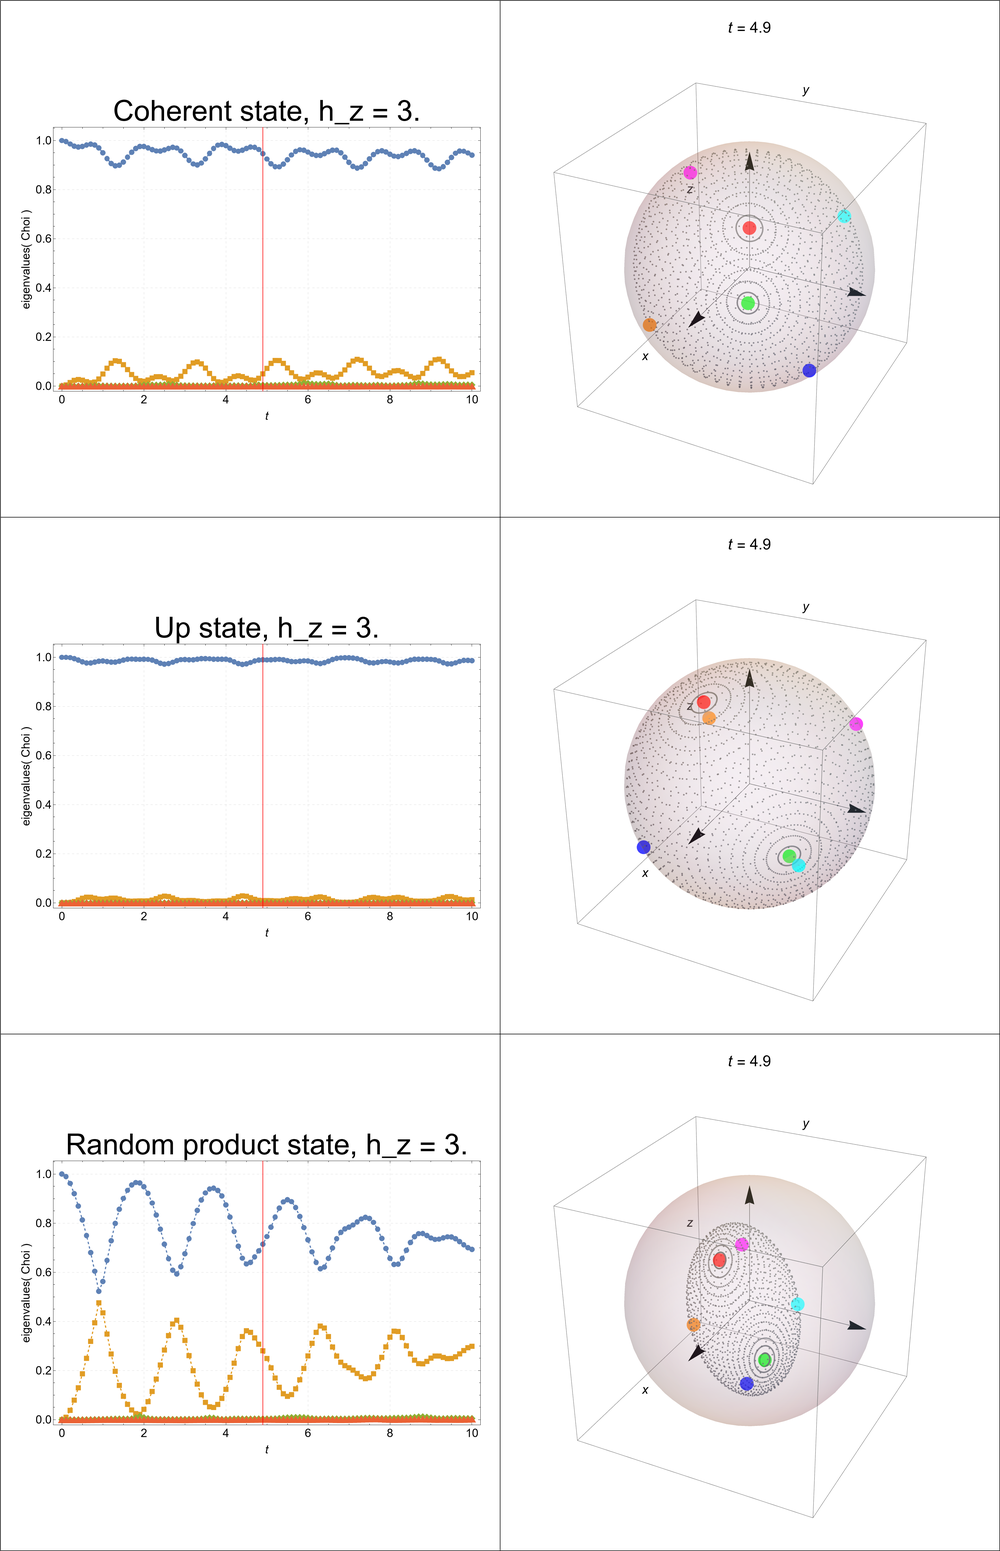 Coherent state, h_z = 3.
1.0
0.8
0.6
0.4
0.2
0.0
eigenvalues( Choi )
0 2 4 6 8 10
t
t = 4.9
y
z
x
Up state, h_z = 3.
1.0
0.8
0.6
0.4
0.2
0.0
eigenvalues( Choi )
0 2 4 6 8 10
t
t = 4.9
y
z
x
Random product state, h_z = 3.
1.0
0.8
0.6
0.4
0.2
0.0
eigenvalues( Choi )
0 2 4 6 8 10
t
t = 4.9
y
z
x